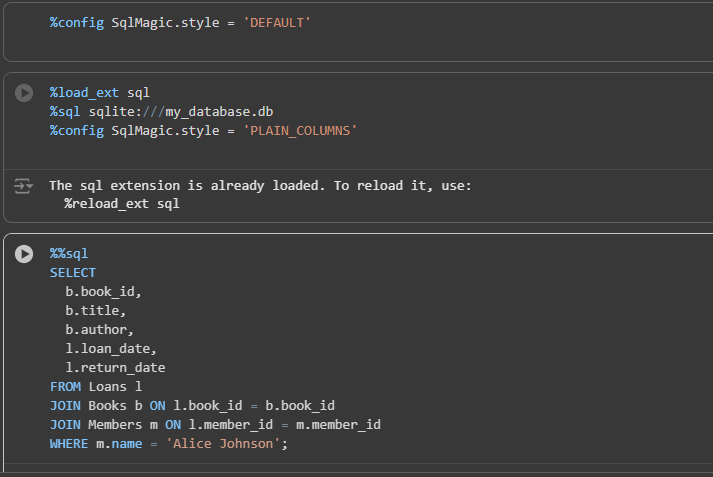 %config SqlMagic.style = 'DEFAULT'
%load_ext sql
%sql sqlite:///my_database.db
%config SqlMagic.style = 'PLAIN_COLUMNS'
The sql extension is already loaded. To reload it, use:
  %reload_ext sql
%%sql
SELECT
  b.book_id,
  b.title,
  b.author,
  l.loan_date,
  l.return_date
FROM Loans l
JOIN Books b ON l.book_id = b.book_id
JOIN Members m ON l.member_id = m.member_id
WHERE m.name = 'Alice Johnson';